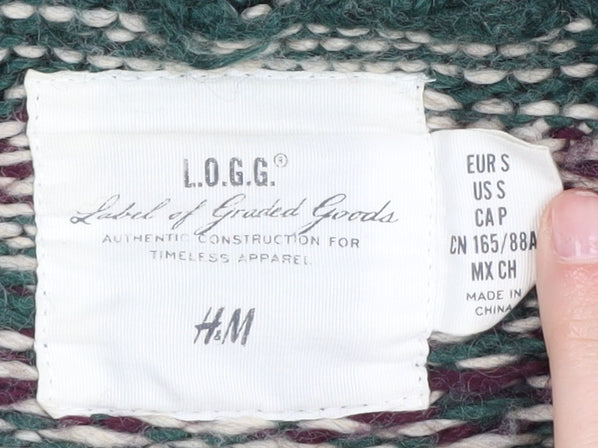 L.O.G.G.®
Label of Graded Goods
AUTHENTIC CONSTRUCTION FOR
TIMELESS APPAREL
H&M
EUR S
US S
CA P
CN 165/88A
MX CH
MADE IN
CHINA